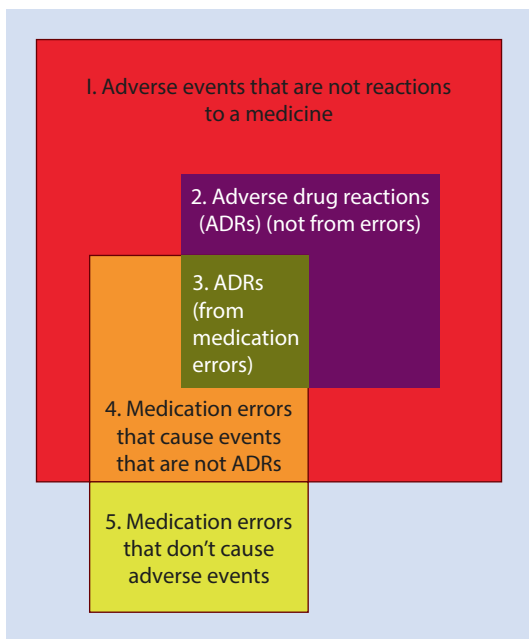 I. Adverse events that are not reactions
to a medicine
2. Adverse drug reactions
(ADRs) (not from errors)
3. ADRs
(from
medication
errors)
4. Medication errors
that cause events
that are not ADRs
5. Medication errors
that don't cause
adverse events